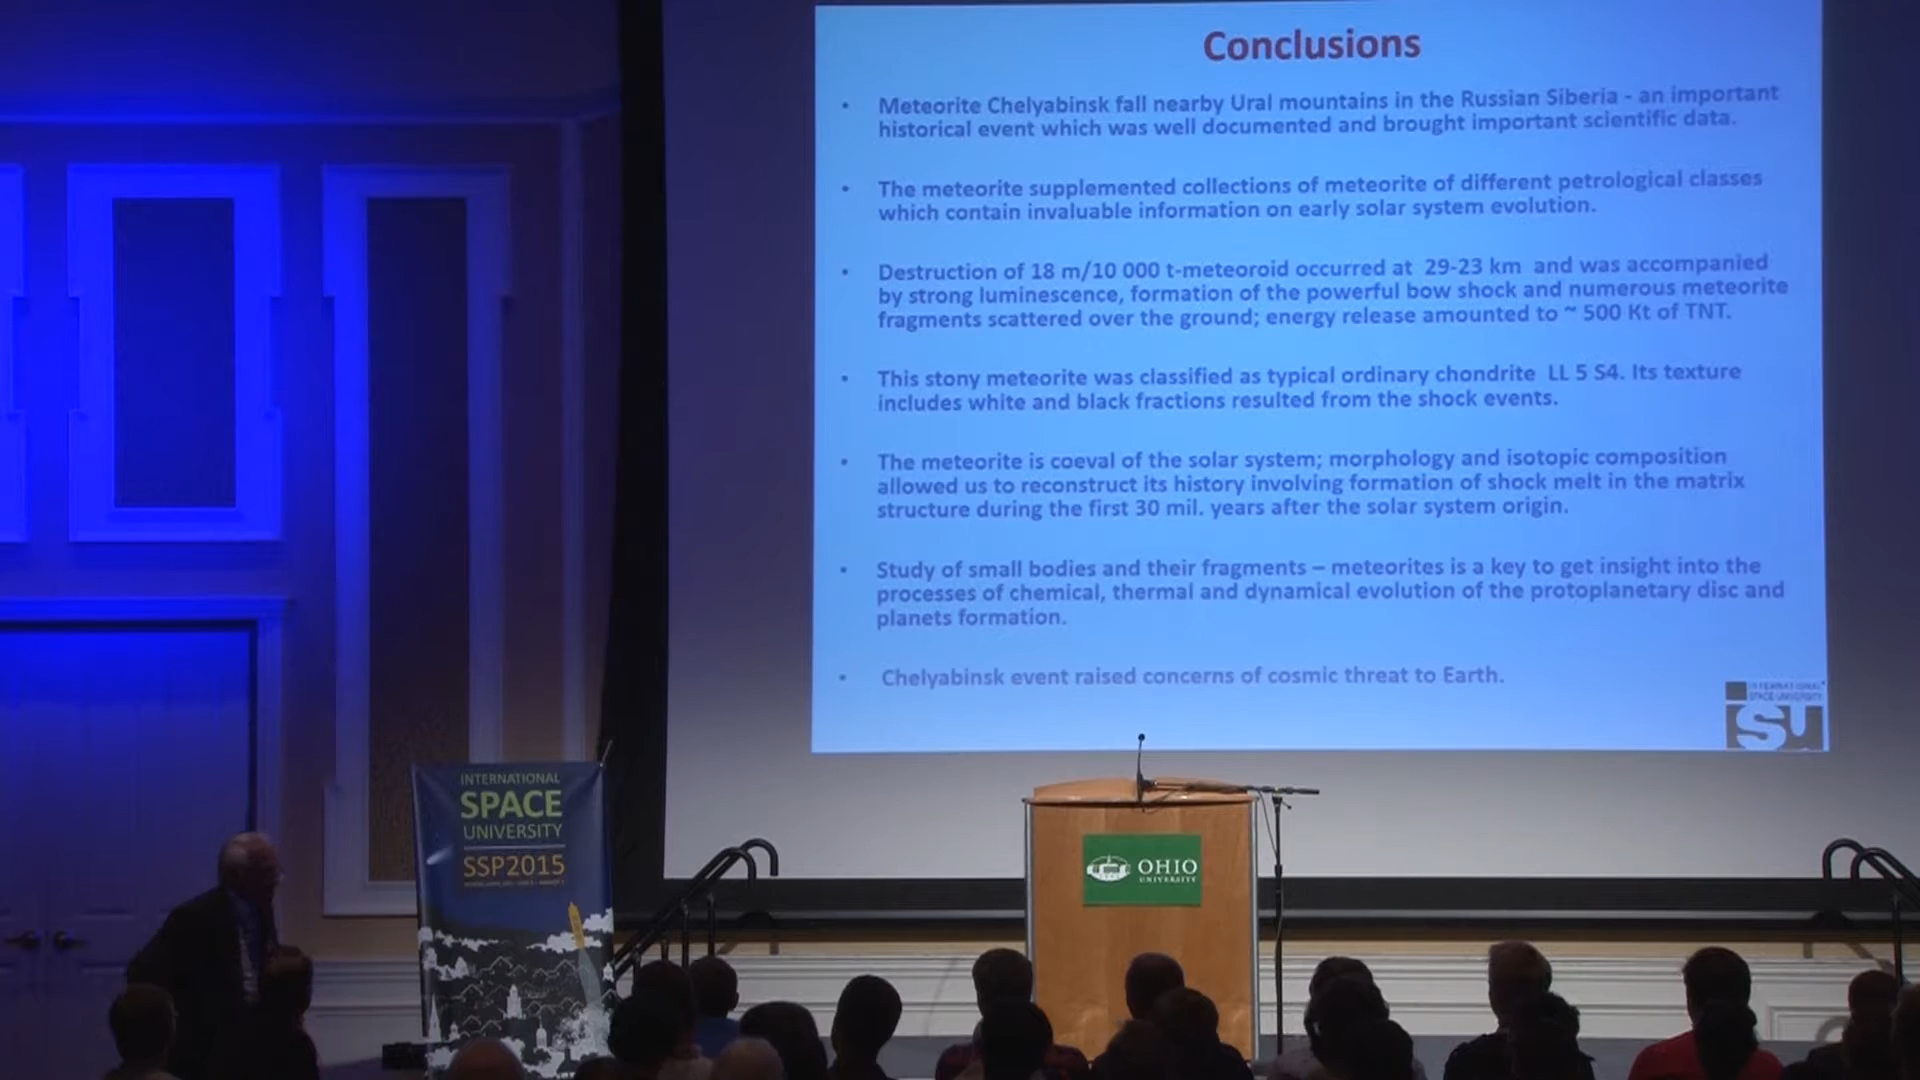 Conclusions
• Meteorite Chelyabinsk fall nearby Ural mountains in the Russian Siberia - an important
historical event which was well documented and brought important scientific data.
• The meteorite supplemented collections of meteorite of different petrological classes
which contain invaluable information on early solar system evolution.
• Destruction of 18 m/10 000 t-meteoroid occurred at 29-23 km and was accompanied
by strong luminescence, formation of the powerful bow shock and numerous meteorite
fragments scattered over the ground; energy release amounted to ~ 500 Kt of TNT.
• This stony meteorite was classified as typical ordinary chondrite LL 5 S4. Its texture
includes white and black fractions resulted from the shock events.
• The meteorite is coeval of the solar system; morphology and isotopic composition
allowed us to reconstruct its history involving formation of shock melt in the matrix
structure during the first 30 mil. years after the solar system origin.
• Study of small bodies and their fragments – meteorites is a key to get insight into the
processes of chemical, thermal and dynamical evolution of the protoplanetary disc and
planets formation.
• Chelyabinsk event raised concerns of cosmic threat to Earth.
INTERNATIONAL
SPACE UNIVERSITY
SU
INTERNATIONAL
SPACE
UNIVERSITY
SSP2015
OHIO
UNIVERSITY